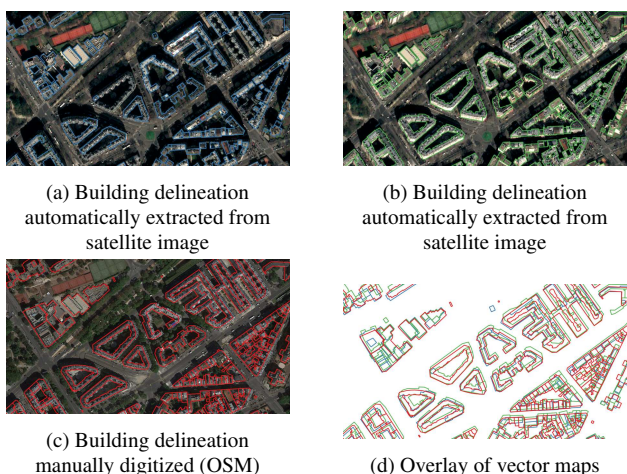 (a) Building delineation
automatically extracted from
satellite image
(b) Building delineation
automatically extracted from
satellite image
(c) Building delineation
manually digitized (OSM)
(d) Overlay of vector maps